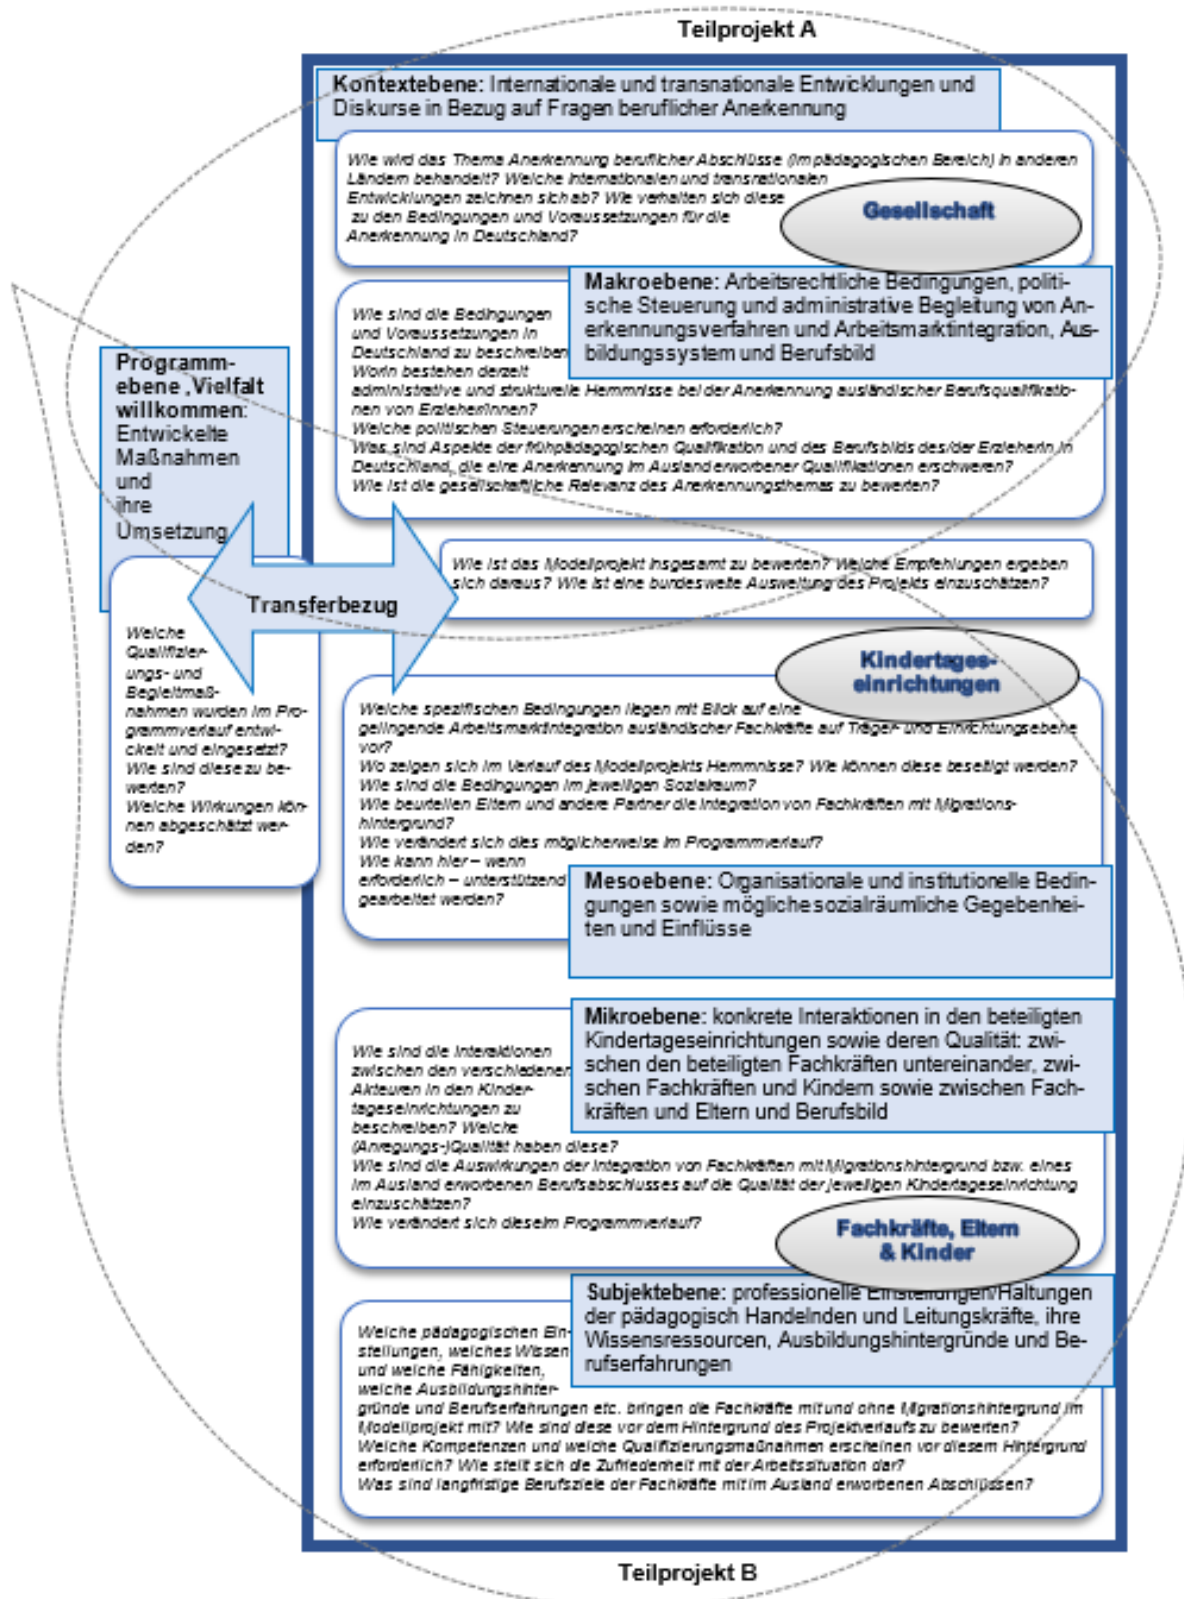 Teilprojekt A
Kontextebene: Internationale und transnationale Entwicklungen und
Diskurse in Bezug auf Fragen beruflicher Anerkennung
Wie wird das Thema Anerkennung beruflicher Abschlüsse (im pädagogischen Bereich) in anderen
Ländern behandelt? Welche internationalen und transnationalen
Entwicklungen zeichnen sich ab? Wie verhalten sich diese
zu den Bedingungen und Voraussetzungen für die
Anerkennung in Deutschland?
Gesellschaft
Makroebene: Arbeitsrechtliche Bedingungen, politi-
sche Steuerung und administrative Begleitung von An-
erkennungsverfahren und Arbeitsmarktintegration, Aus-
bildungssystem und Berufsbild
Wie sind die Bedingungen
und Voraussetzungen in
Deutschland zu beschreiben
Worin bestehen derzeit
administrative und strukturelle Hemmnisse bei der Anerkennung ausländischer Berufsqualifikatio-
nen von Erzieher/innen?
Welche politischen Steuerungen erscheinen erforderlich?
Was sind Aspekte der frühpädagogischen Qualifikation und des Berufsbilds des/der Erzieherin in
Deutschland, die eine Anerkennung im Ausland erworbener Qualifikationen erschweren?
Wie ist die gesellschaftliche Relevanz des Anerkennungsthemas zu bewerten?
Programm-
ebene ‚Vielfalt
willkommen:
Entwickelte
Maßnahmen
und
ihre
Umsetzung
Transferbezug
Wie ist das Modellprojekt insgesamt zu bewerten? Welche Empfehlungen ergeben
sich daraus? Wie ist eine bundesweite Ausweitung des Projekts einzuschätzen?
Welche
Qualifizier-
ungs- und
Begleitmaß-
nahmen wurden im Pro-
grammverlauf entwi-
ckelt und eingesetzt?
Wie sind diese zu be-
werten?
Welche Wirkungen kön-
nen abgeschätzt wer-
den?
Kindertages-
einrichtungen
Welche spezifischen Bedingungen liegen mit Blick auf eine
gelingende Arbeitsmarktintegration ausländischer Fachkräfte auf Träger- und Einrichtungsebene
vor?
Wo zeigen sich im Verlauf des Modellprojekts Hemmnisse? Wie können diese beseitigt werden?
Wie sind die Bedingungen im jeweiligen Sozialraum?
Wie beurteilen Eltern und andere Partner die Integration von Fachkräften mit Migrations-
hintergrund?
Wie verändert sich dies möglicherweise im Programmverlauf?
Wie kann hier – wenn
erforderlich – unterstützend
gearbeitet werden?
Mesoebene: Organisationale und institutionelle Bedin-
gungen sowie mögliche sozialräumliche Gegebenhei-
ten und Einflüsse
Mikroebene: konkrete Interaktionen in den beteiligten
Kindertageseinrichtungen sowie deren Qualität: zwi-
schen den beteiligten Fachkräften untereinander, zwi-
schen Fachkräften und Kindern sowie zwischen Fach-
kräften und Eltern und Berufsbild
Wie sind die Interaktionen
zwischen den verschiedenen
Akteuren in den Kinder-
tageseinrichtungen zu
beschreiben? Welche
(Anregungs-)Qualität haben diese?
Wie sind die Auswirkungen der Integration von Fachkräften mit Migrationshintergrund bzw. eines
im Ausland erworbenen Berufsabschlusses auf die Qualität der jeweiligen Kindertageseinrichtung
einzuschätzen?
Wie verändert sich diese im Programmverlauf?
Fachkräfte, Eltern
& Kinder
Subjektebene: professionelle Einstellungen/Haltungen
der pädagogisch Handelnden und Leitungskräfte, ihre
Wissensressourcen, Ausbildungshintergründe und Be-
rufserfahrungen
Welche pädagogischen Ein-
stellungen, welches Wissen
und welche Fähigkeiten,
welche Ausbildungshinter-
gründe und Berufserfahrungen etc. bringen die Fachkräfte mit und ohne Migrationshintergrund im
Modellprojekt mit? Wie sind diese vor dem Hintergrund des Projektverlaufs zu bewerten?
Welche Kompetenzen und welche Qualifizierungsmaßnahmen erscheinen vor diesem Hintergrund
erforderlich? Wie stellt sich die Zufriedenheit mit der Arbeitssituation dar?
Was sind langfristige Berufsziele der Fachkräfte mit im Ausland erworbenen Abschlüssen?
Teilprojekt B